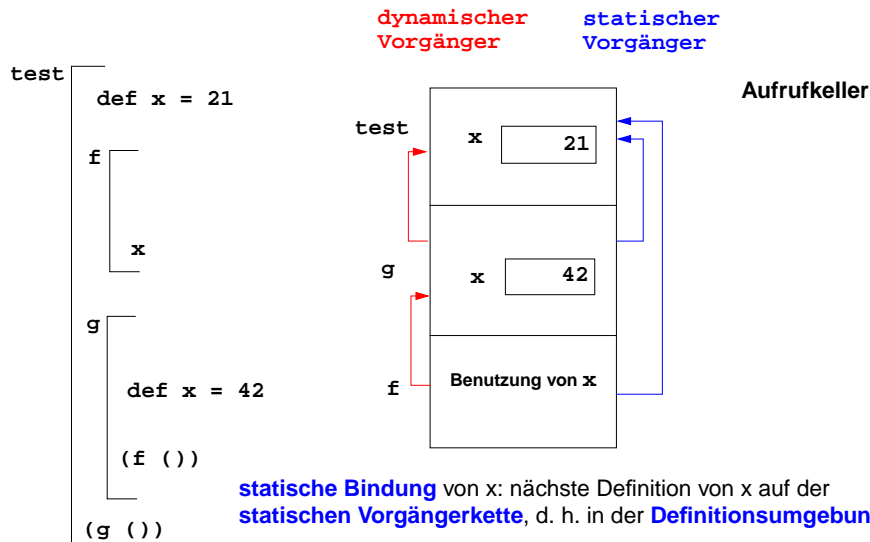 dynamischer
Vorgänger
statischer
Vorgänger
Aufrufkeller
test
def x = 21
f
x
g
def x = 42
(f ())
(g ())
test
x 21
g
x 42
f
Benutzung von x
statische Bindung von x: nächste Definition von x auf der
statischen Vorgängerkette, d. h. in der Definitionsumgebun